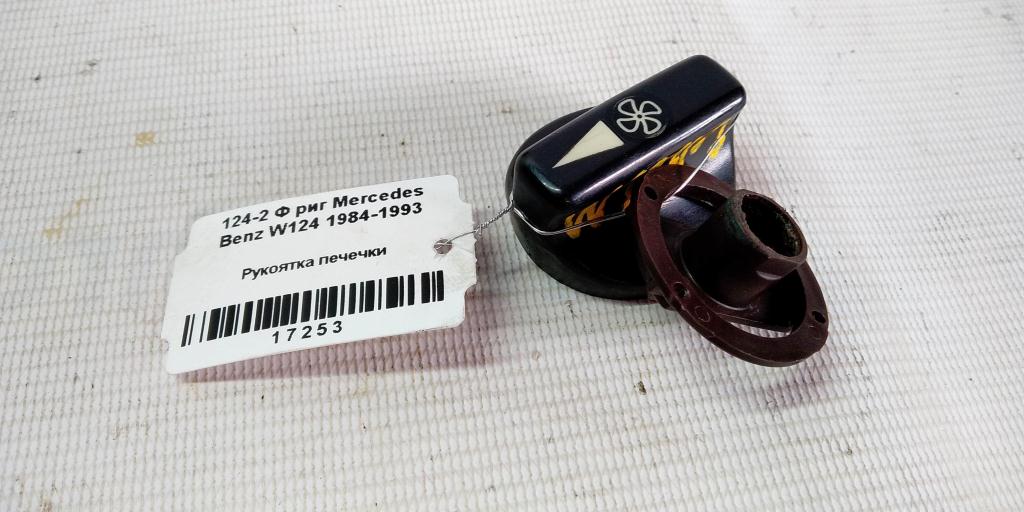 124-2 Ф риг Mercedes
Benz W124 1984-1993
Рукоятка печечки
17253